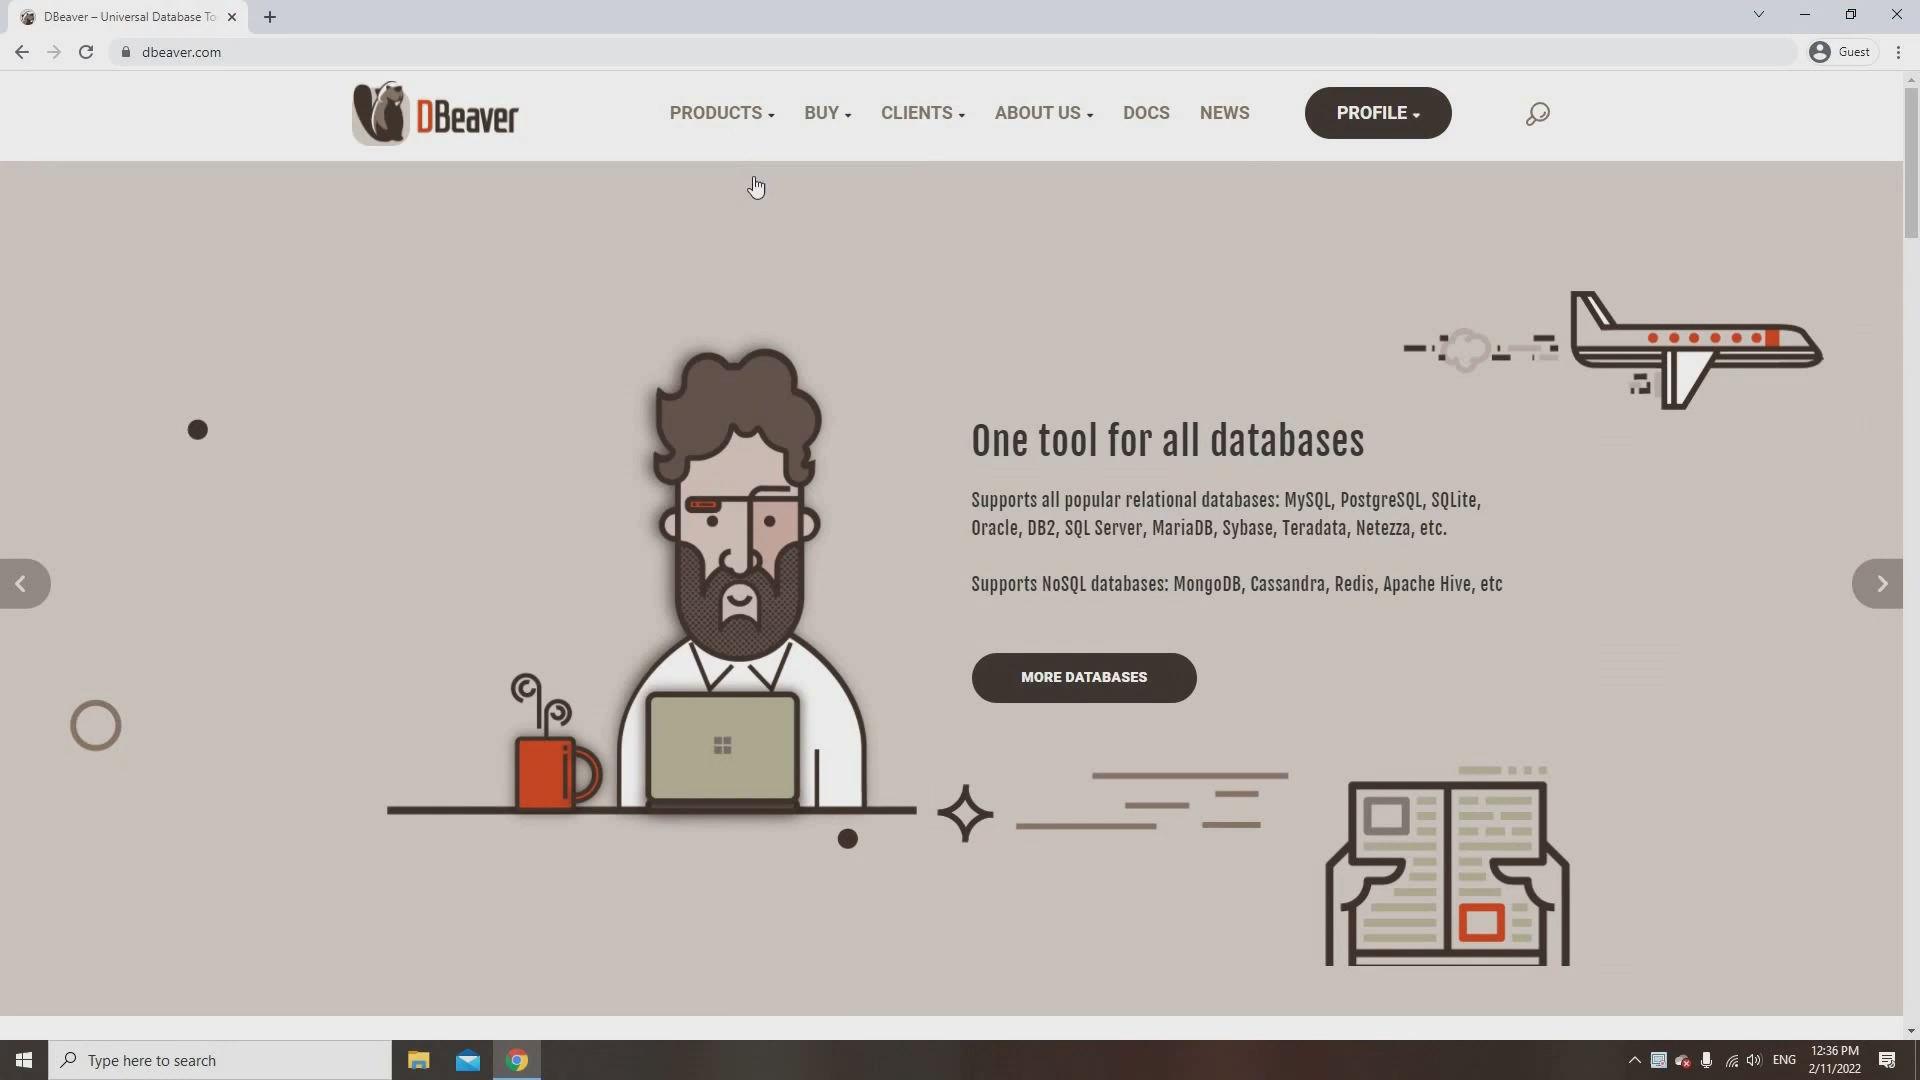 DBeaver – Universal Database To
dbeaver.com
Guest
DBeaver
PRODUCTS
BUY
CLIENTS
ABOUT US
DOCS
NEWS
PROFILE
One tool for all databases
Supports all popular relational databases: MySQL, PostgreSQL, SQLite,
Oracle, DB2, SQL Server, MariaDB, Sybase, Teradata, Netezza, etc.
Supports NoSQL databases: MongoDB, Cassandra, Redis, Apache Hive, etc
MORE DATABASES
Type here to search
ENG
12:36 PM
2/11/2022